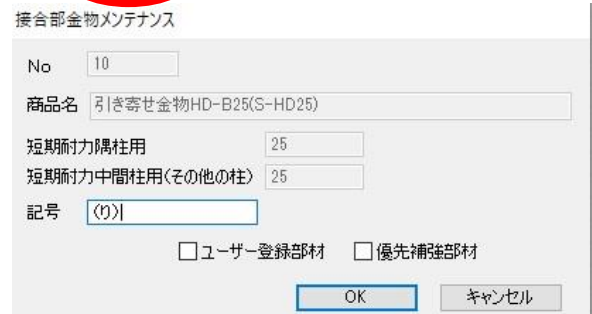 接合部金物メンテナンス
No 10
商品名 引き寄せ金物HD-B25(S-HD25)
短期耐力隅柱用 25
短期耐力中間柱用(その他の柱) 25
記号 (り)
ユーザー登録部材 優先補強部材
OK キャンセル